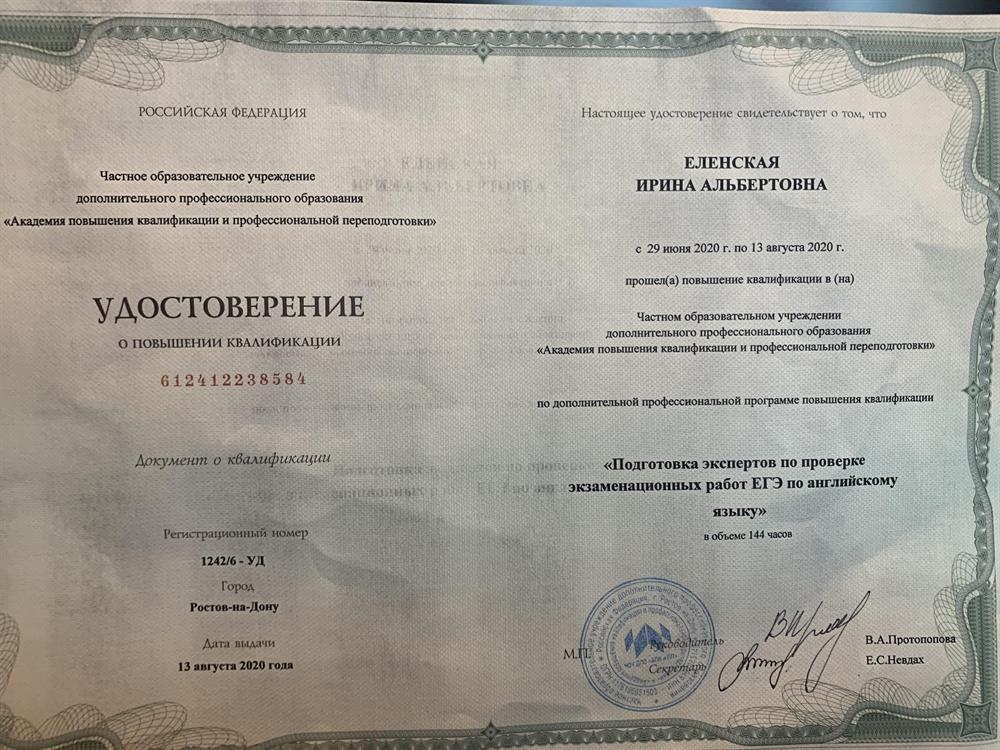 РОССИЙСКАЯ ФЕДЕРАЦИЯ
Частное образовательное учреждение
дополнительного профессионального образования
«Академия повышения квалификации и профессиональной переподготовки»
УДОСТОВЕРЕНИЕ
О ПОВЫШЕНИИ КВАЛИФИКАЦИИ
612412238584
Документ о квалификации
Регистрационный номер
1242/6 - УД
Город
Ростов-на-Дону
Дата выдачи
13 августа 2020 года
Настоящее удостоверение свидетельствует о том, что
ЕЛЕНСКАЯ
ИРИНА АЛЬБЕРТОВНА
с 29 июня 2020 г. по 13 августа 2020 г.
прошел(а) повышение квалификации в (на)
Частном образовательном учреждении
дополнительного профессионального образования
«Академия повышения квалификации и профессиональной переподготовки»
по дополнительной профессиональной программе повышения квалификации
«Подготовка экспертов по проверке
экзаменационных работ ЕГЭ по английскому
языку»
в объеме 144 часов
М.П.
Руководитель
В.А.Протопопова
Секретарь
Е.С.Невдах